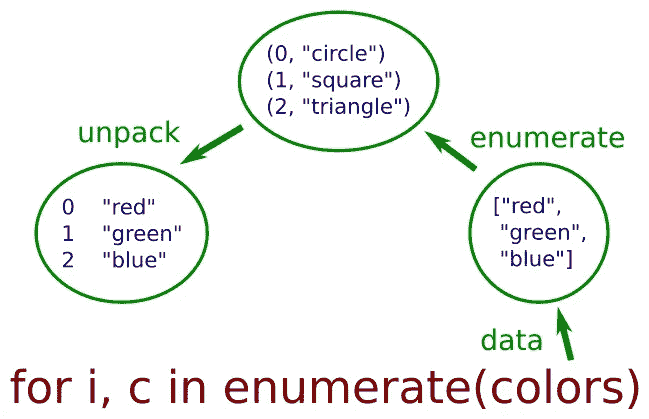 (0, "circle")
(1, "square")
(2, "triangle")
unpack
enumerate
0 "red"
1 "green"
2 "blue"
["red",
"green",
"blue"]
data
for i, c in enumerate(colors)